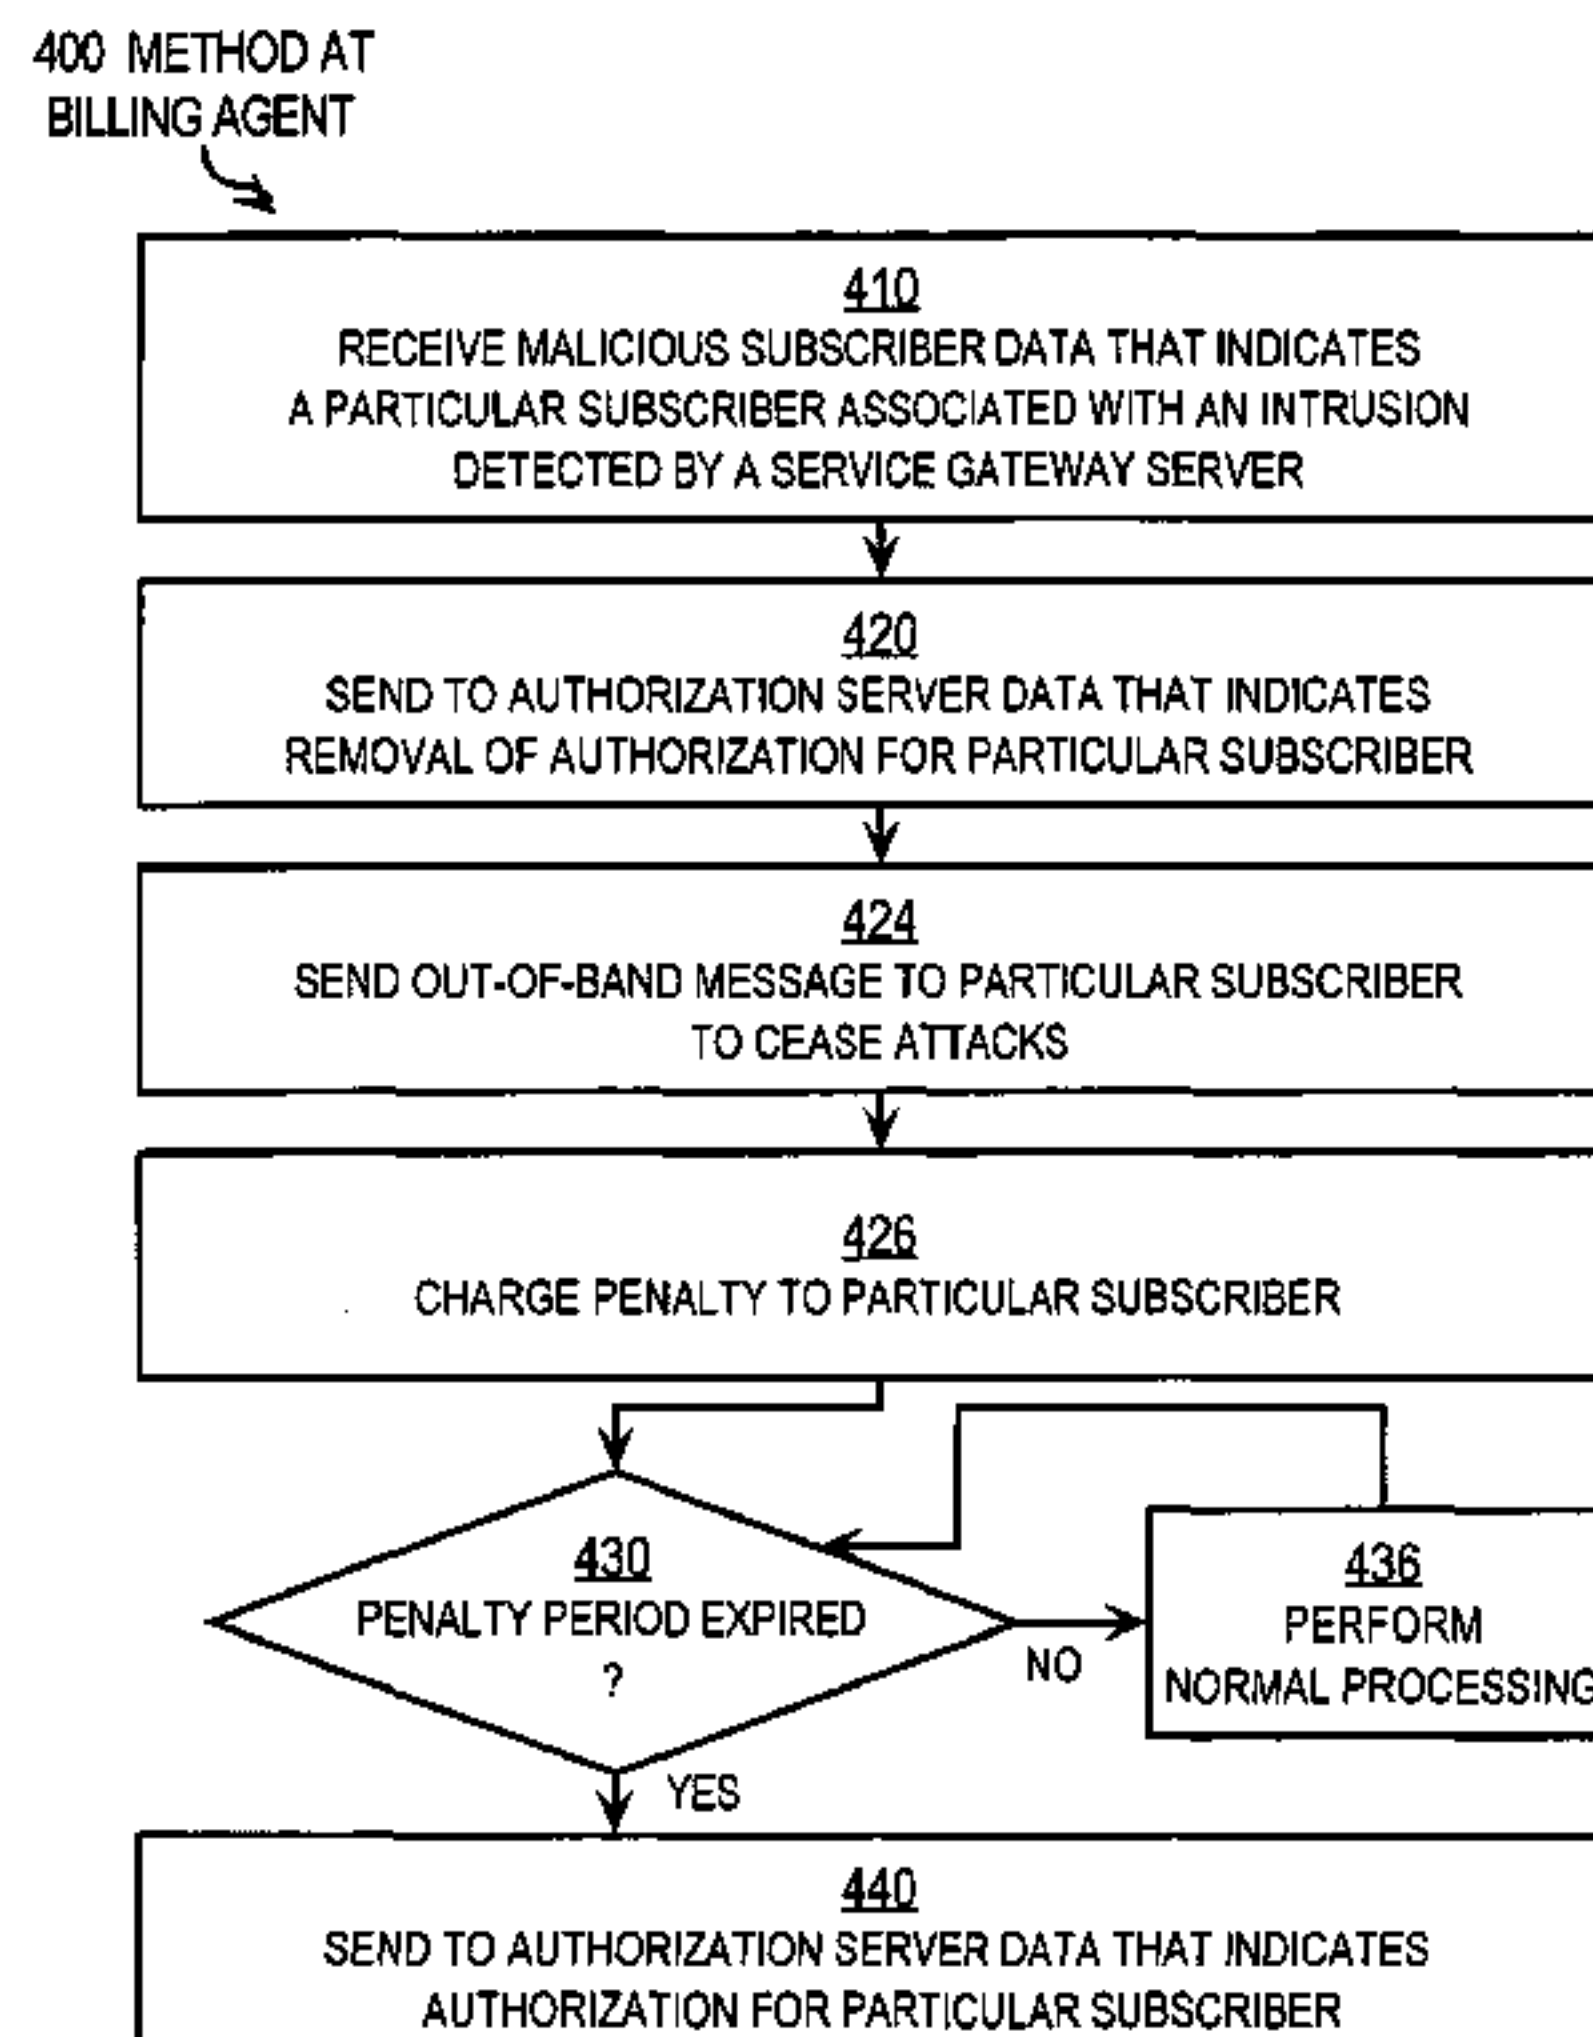 400 METHOD AT
BILLING AGENT
410
RECEIVE MALICIOUS SUBSCRIBER DATA THAT INDICATES
A PARTICULAR SUBSCRIBER ASSOCIATED WITH AN INTRUSION
DETECTED BY A SERVICE GATEWAY SERVER
420
SEND TO AUTHORIZATION SERVER DATA THAT INDICATES
REMOVAL OF AUTHORIZATION FOR PARTICULAR SUBSCRIBER
424
SEND OUT-OF-BAND MESSAGE TO PARTICULAR SUBSCRIBER
TO CEASE ATTACKS
426
CHARGE PENALTY TO PARTICULAR SUBSCRIBER
430
PENALTY PERIOD EXPIRED
?
NO
436
PERFORM
NORMAL PROCESSING
YES
440
SEND TO AUTHORIZATION SERVER DATA THAT INDICATES
AUTHORIZATION FOR PARTICULAR SUBSCRIBER